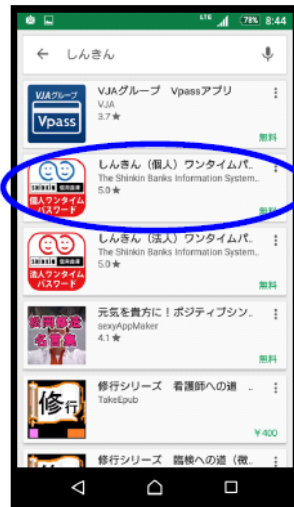 LTE 78% 8:44
しんきん
VJAグループ
Vpass
VJAグループ Vpassアプリ
VJA
3.7★
無料
しんきん（個人）ワンタイムパ..
The Shinkin Banks Information System..
5.0★
無料
Shinkin 信用金庫
個人ワンタイム
パスワード
しんきん（法人）ワンタイムパ..
The Shinkin Banks Information System..
5.0★
無料
Shinkin 信用金庫
法人ワンタイム
パスワード
元気を貴方に！ポジティブシン..
sexyAppMaker
4.1★
無料
松岡修造
名言集
修行シリーズ 看護師への道 ..
TakeEpub
￥400
修行
修行シリーズ 臨検への道（微..